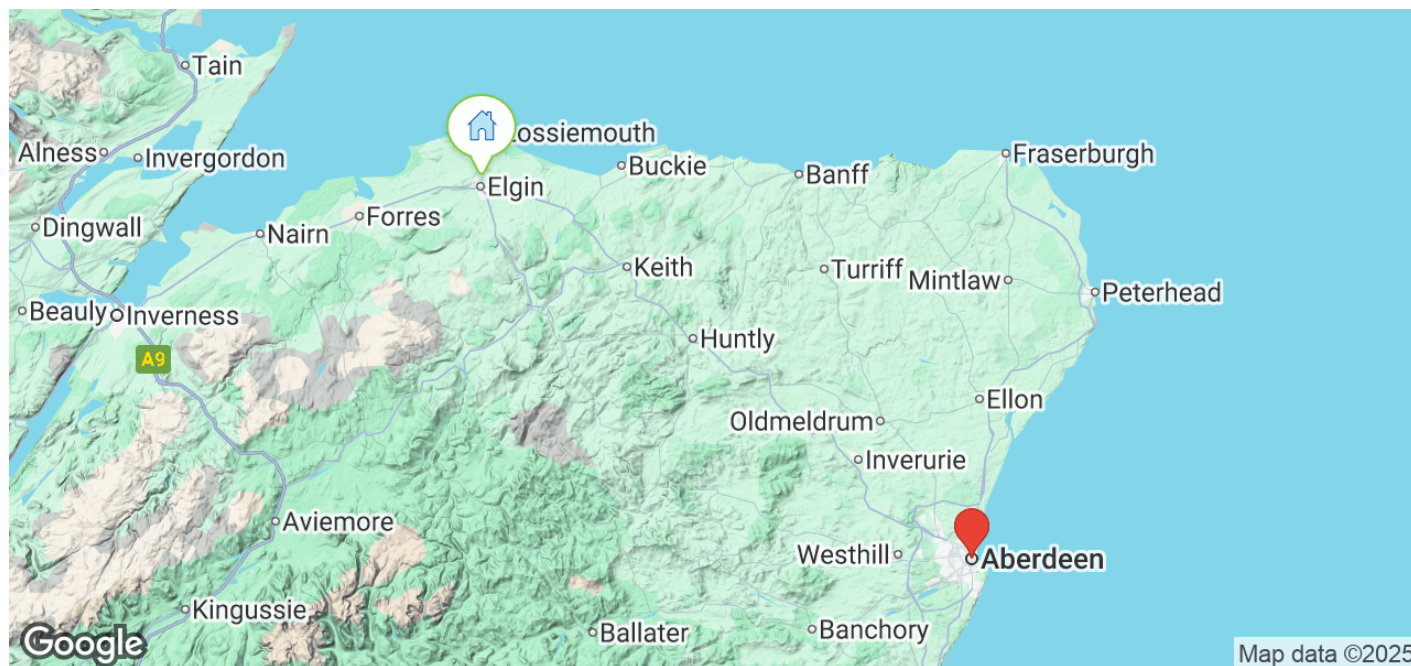 Tain
Lossiemouth
Alness
Invergordon
Buckie
Banff
Fraserburgh
Elgin
Forres
Dingwall
Nairn
Keith
Turriff
Mintlaw
Peterhead
Beauly
Inverness
A9
Huntly
Ellon
Oldmeldrum
Inverurie
Aviemore
Westhill
Aberdeen
Kingussie
Ballater
Banchory
Google
Map data ©2025